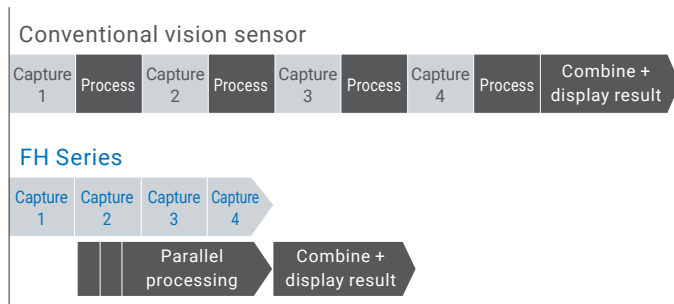 Conventional vision sensor
Capture 1
Process
Capture 2
Process
Capture 3
Process
Capture 4
Process
Combine +
display result
FH Series
Capture 1
Capture 2
Capture 3
Capture 4
Parallel
processing
Combine +
display result